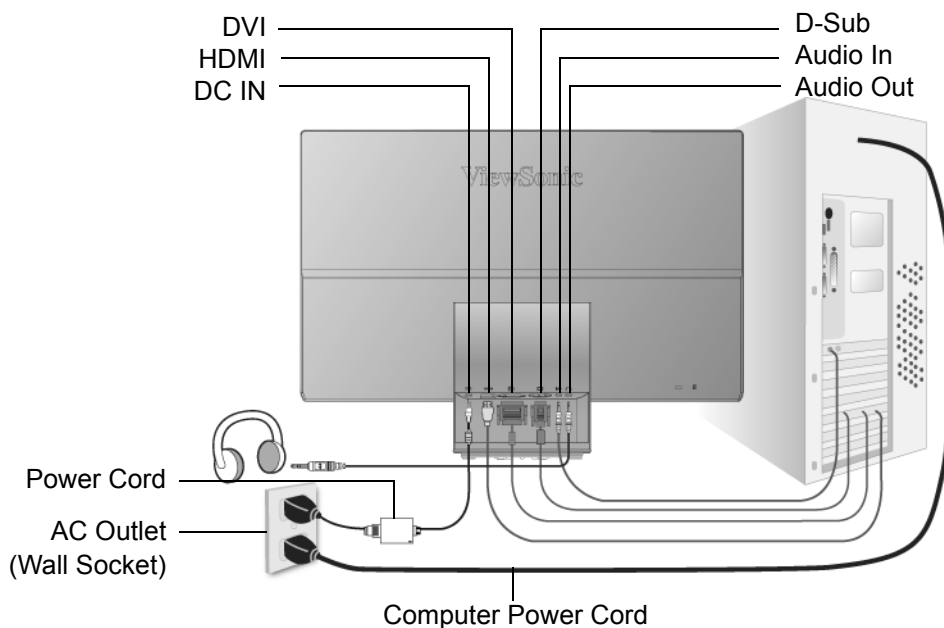 DVI
HDMI
DC IN
D-Sub
Audio In
Audio Out
ViewSonic
Power Cord
AC Outlet
(Wall Socket)
Computer Power Cord